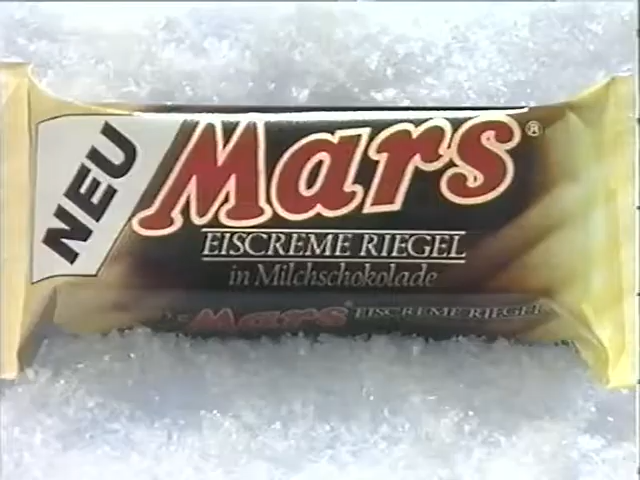 NEU
Mars®
EISCREME RIEGEL
in Milchschokolade
Mars EISCREME RIEGEL